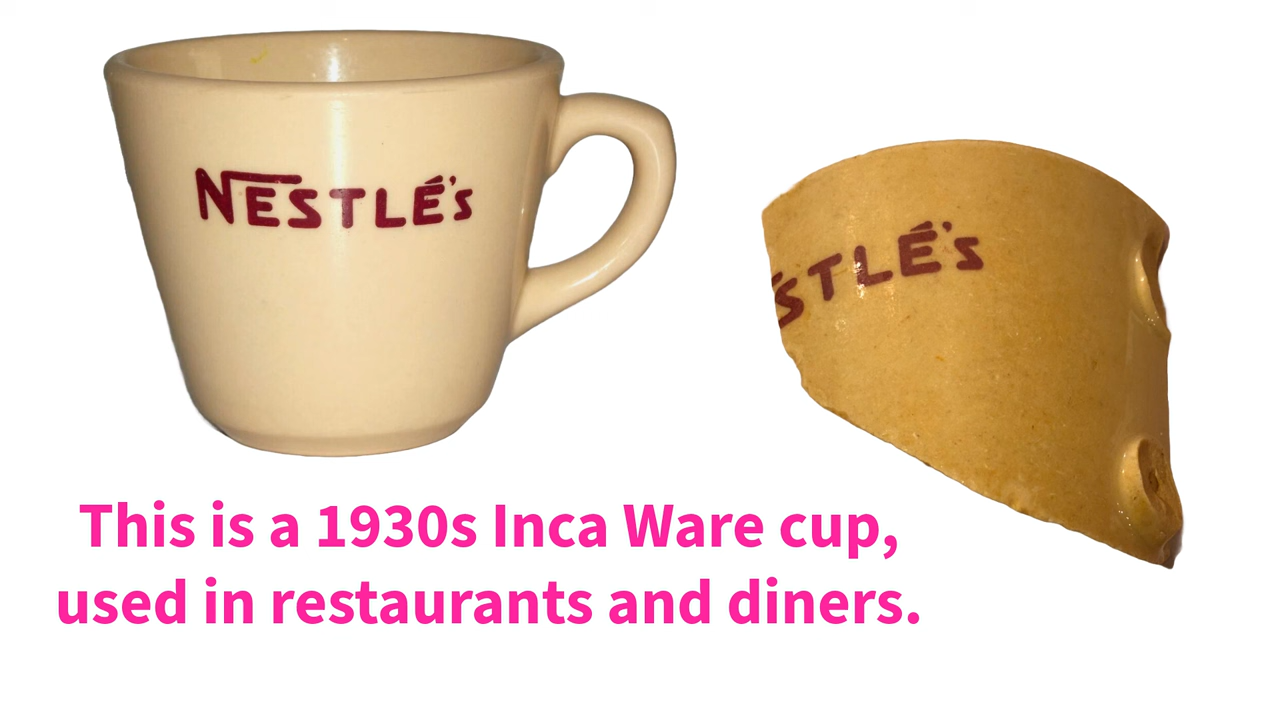 NESTLÉ's
STLÉ's
This is a 1930s Inca Ware cup,
used in restaurants and diners.